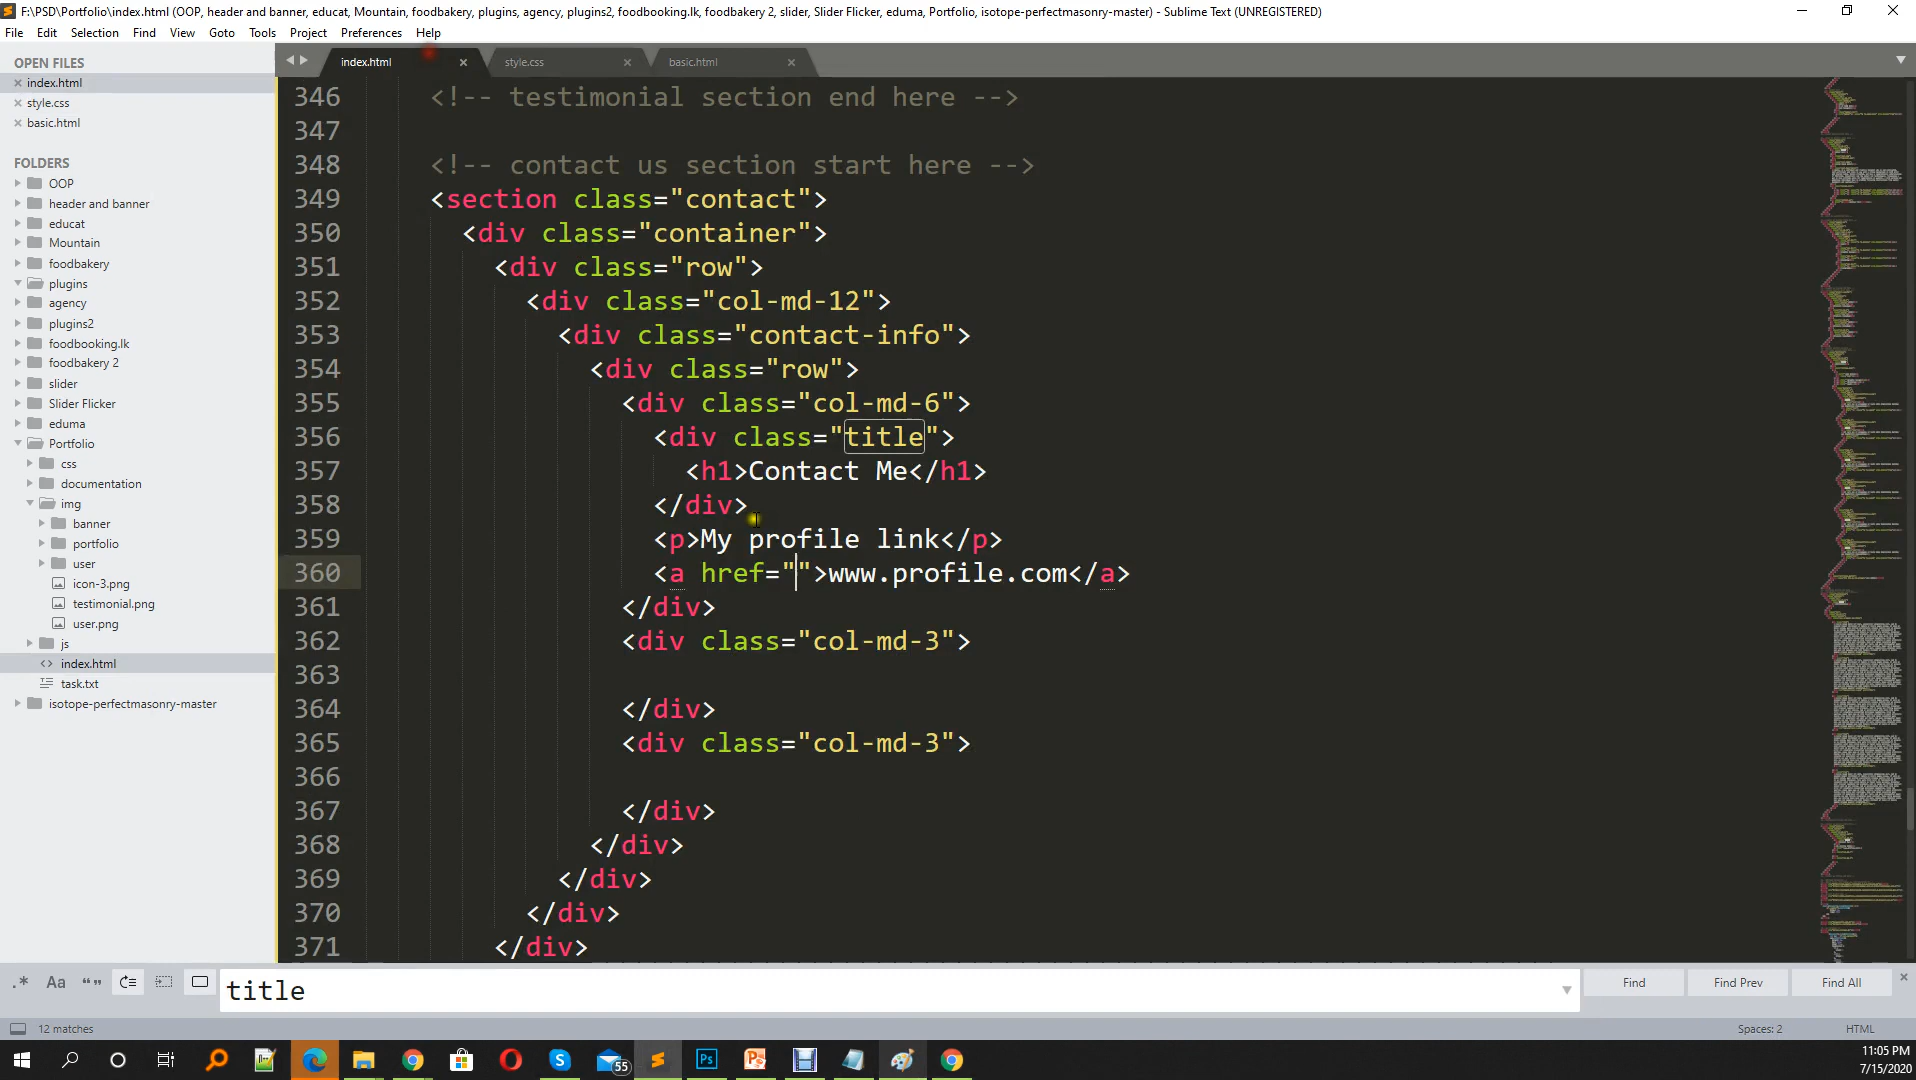 F:\PSD\Portfolio\index.html (OOP, header and banner, educat, Mountain, foodbakery, plugins, agency, plugins2, foodbooking.lk, foodbakery 2, slider, Slider Flicker, eduma, Portfolio, isotope-perfectmasonry-master) - Sublime Text (UNREGISTERED)
File Edit Selection Find View Goto Tools Project Preferences Help
OPEN FILES
index.html
style.css
basic.html
FOLDERS
OOP
header and banner
educat
Mountain
foodbakery
plugins
agency
plugins2
foodbooking.lk
foodbakery 2
slider
Slider Flicker
eduma
Portfolio
css
documentation
img
banner
portfolio
user
icon-3.png
testimonial.png
user.png
js
index.html
task.txt
isotope-perfectmasonry-master
index.html style.css basic.html
346 <!-- testimonial section end here -->
347
348 <!-- contact us section start here -->
349 <section class="contact">
350 <div class="container">
351 <div class="row">
352 <div class="col-md-12">
353 <div class="contact-info">
354 <div class="row">
355 <div class="col-md-6">
356 <div class="title">
357 <h1>Contact Me</h1>
358 </div>
359 <p>My profile link</p>
360 <a href="">www.profile.com</a>
361 </div>
362 <div class="col-md-3">
363
364 </div>
365 <div class="col-md-3">
366
367 </div>
368 </div>
369 </div>
370 </div>
371 </div>
.* Aa “” title Find Find Prev Find All
12 matches Spaces: 2 HTML
55
11:05 PM
7/15/2020